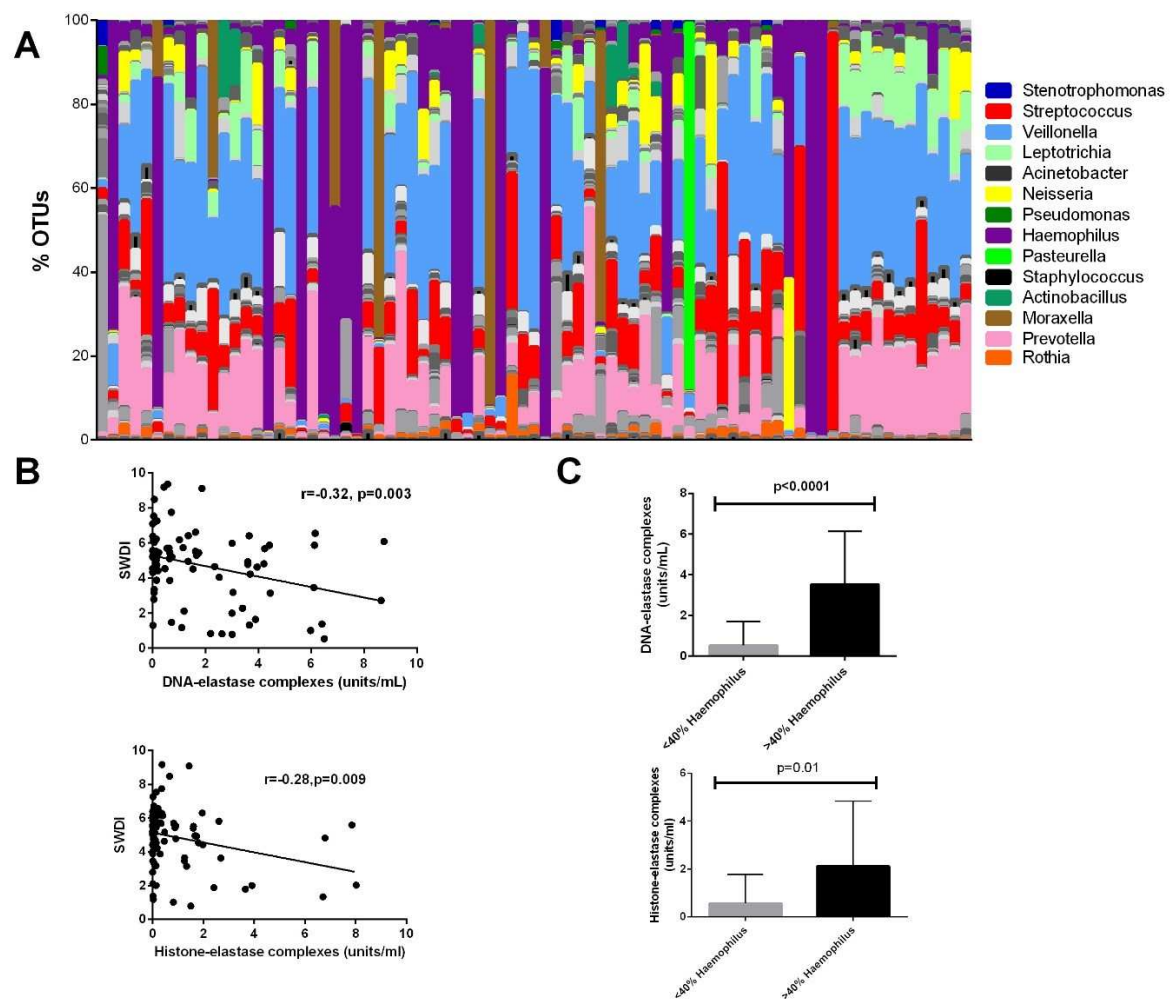 A
% OTUs
100
80
60
40
20
0
Stenotrophomonas
Streptococcus
Veillonella
Leptotrichia
Acinetobacter
Neisseria
Pseudomonas
Haemophilus
Pasteurella
Staphylococcus
Actinobacillus
Moraxella
Prevotella
Rothia
B
SWDI
10
8
6
4
2
0
r=-0.32, p=0.003
0 2 4 6 8 10
DNA-elastase complexes (units/mL)
SWDI
10
8
6
4
2
0
r=-0.28,p=0.009
0 2 4 6 8 10
Histone-elastase complexes (units/ml)
C
p<0.0001
DNA-elastase complexes
(units/mL)
8
6
4
2
0
<40% Haemophilus
>40% Haemophilus
p=0.01
Histone-elastase complexes
(units/ml)
6
4
2
0
<40% Haemophilus
>40% Haemophilus